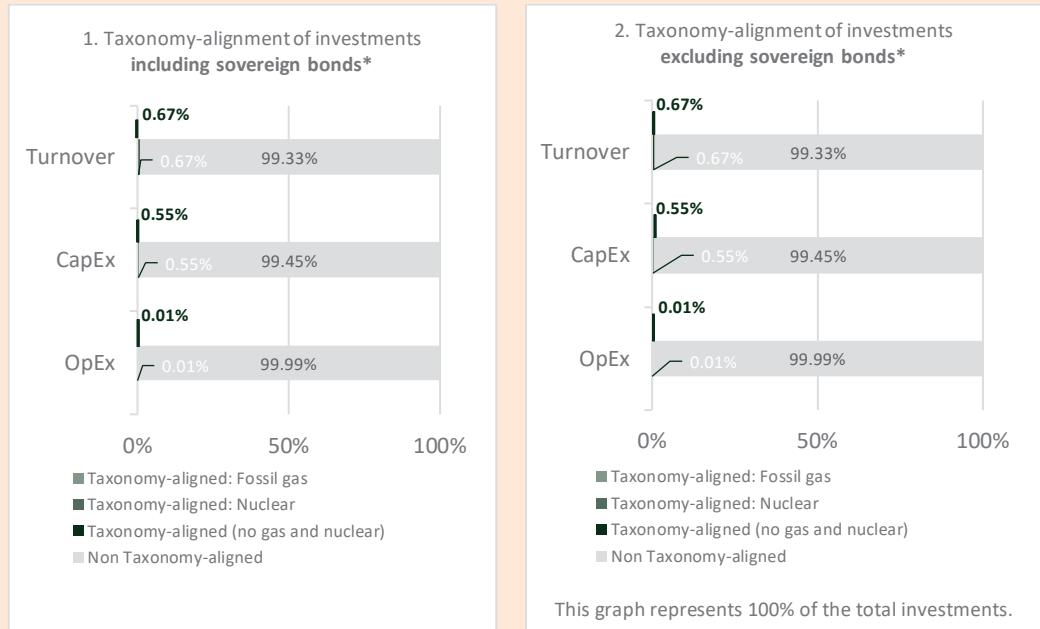 1. Taxonomy-alignment of investments
including sovereign bonds*
0.67%
Turnover
0.67%
99.33%
0.55%
CapEx
0.55%
99.45%
0.01%
OpEx
0.01%
99.99%
0%
50%
100%
Taxonomy-aligned: Fossil gas
Taxonomy-aligned: Nuclear
Taxonomy-aligned (no gas and nuclear)
Non Taxonomy-aligned
2. Taxonomy-alignment of investments
excluding sovereign bonds*
0.67%
Turnover
0.67%
99.33%
0.55%
CapEx
0.55%
99.45%
0.01%
OpEx
0.01%
99.99%
0%
50%
100%
Taxonomy-aligned: Fossil gas
Taxonomy-aligned: Nuclear
Taxonomy-aligned (no gas and nuclear)
Non Taxonomy-aligned
This graph represents 100% of the total investments.